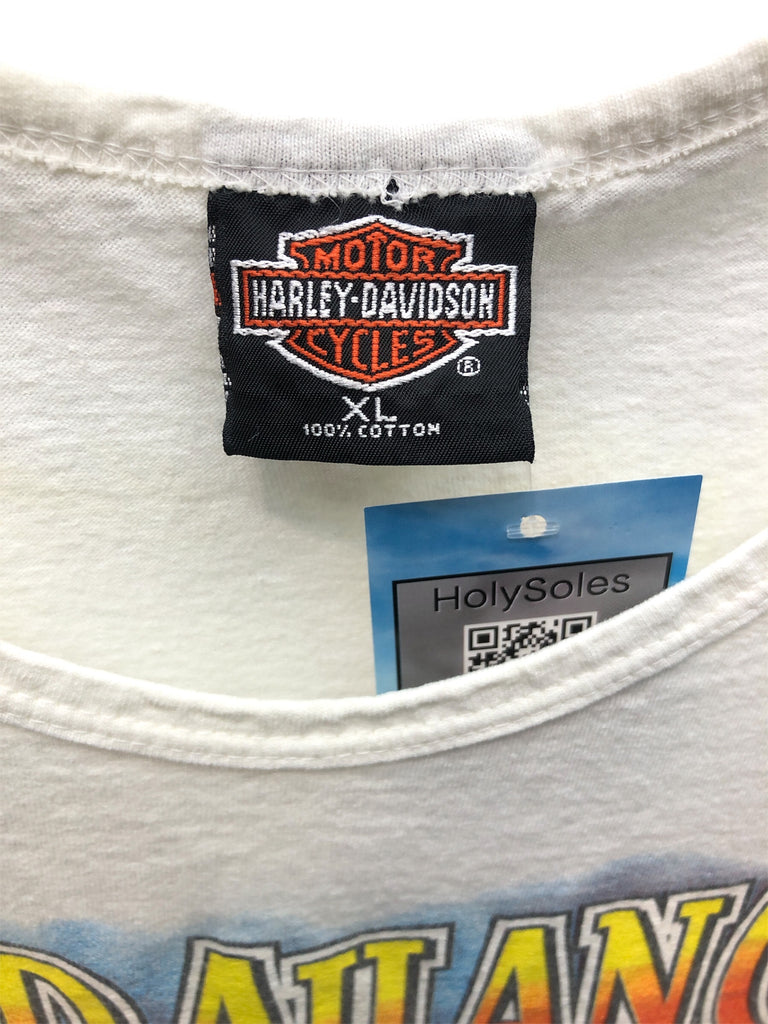 MOTOR
HARLEY-DAVIDSON
CYCLES
®
XL
100% COTTON
HolySoles